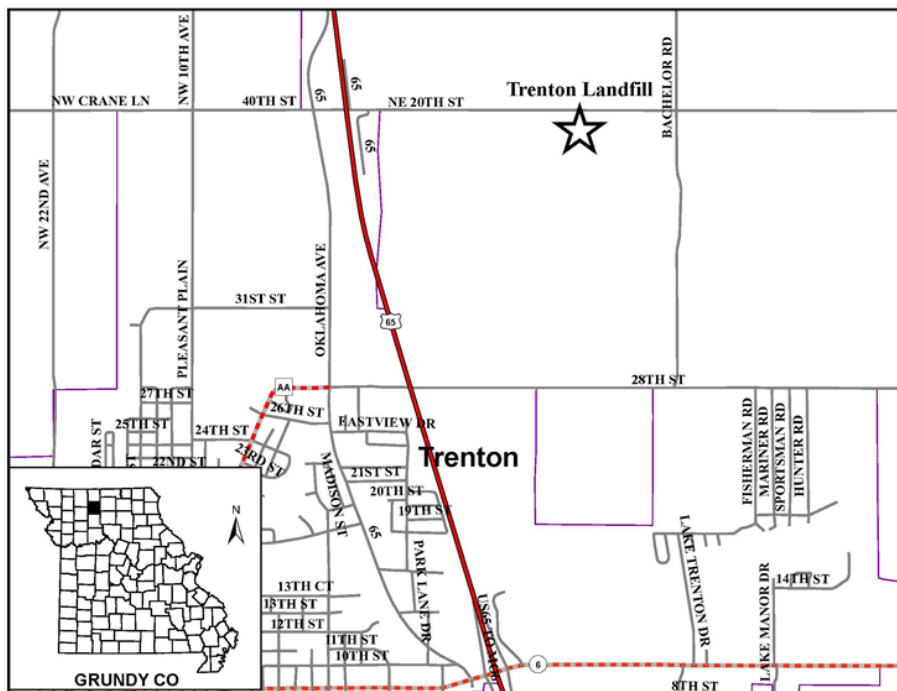 NW CRANE LN
NW 10TH AVE
40TH ST
65
65
65
NE 20TH ST
Trenton Landfill
BACHELOR RD
NW 22ND AVE
PLEASANT PLAIN
31ST ST
OKLAHOMA AVE
65
AA
28TH ST
27TH ST
26TH ST
25TH ST
24TH ST
EASTVIEW DR
DAR ST
22ND ST
23RD ST
Trenton
MADISON ST
21ST ST
20TH ST
19TH ST
65
PARK LANE DR
FISHERMAN RD
MARINER RD
SPORTSMAN RD
HUNTER RD
LAKE TRENTON DR
LAKE MANOR DR
14TH ST
13TH CT
13TH ST
12TH ST
11TH ST
10TH ST
US65 TO
6
8TH ST
N
GRUNDY CO